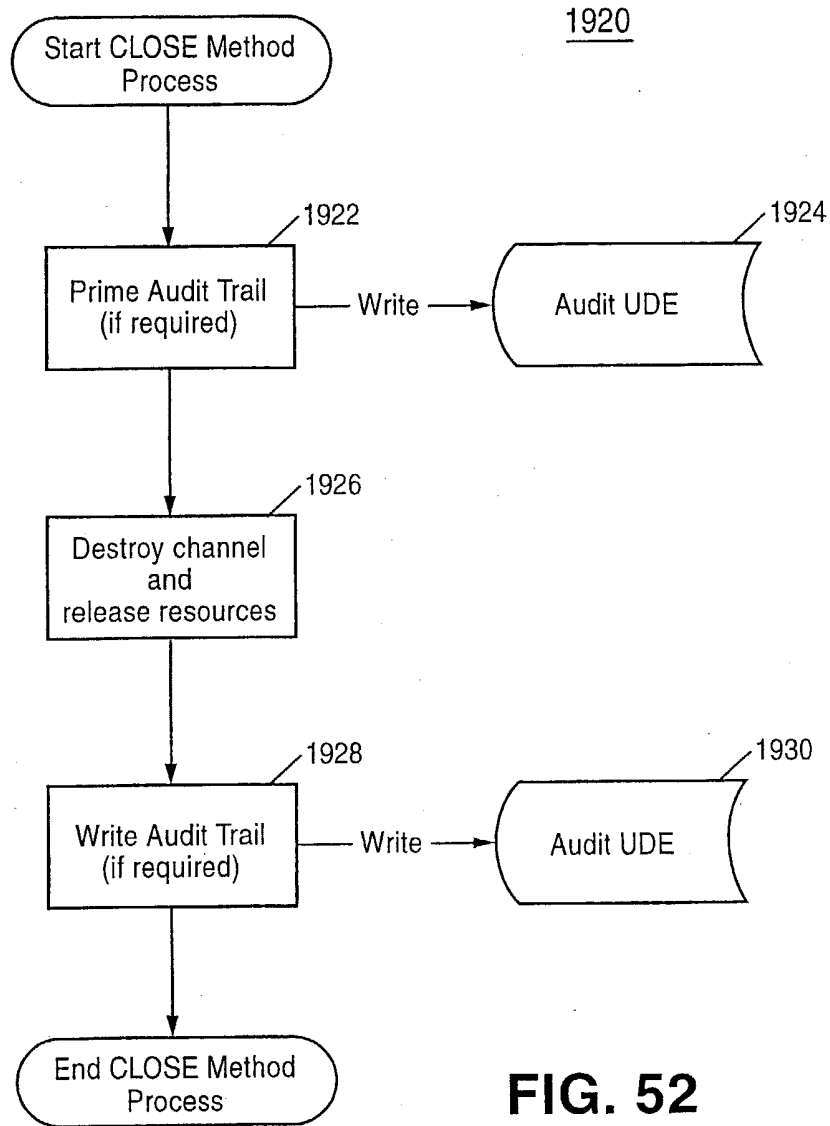 1920
Start CLOSE Method
Process
1922
Prime Audit Trail
(if required)
Write
1924
Audit UDE
1926
Destroy channel
and
release resources
1928
Write Audit Trail
(if required)
Write
1930
Audit UDE
End CLOSE Method
Process
FIG. 52